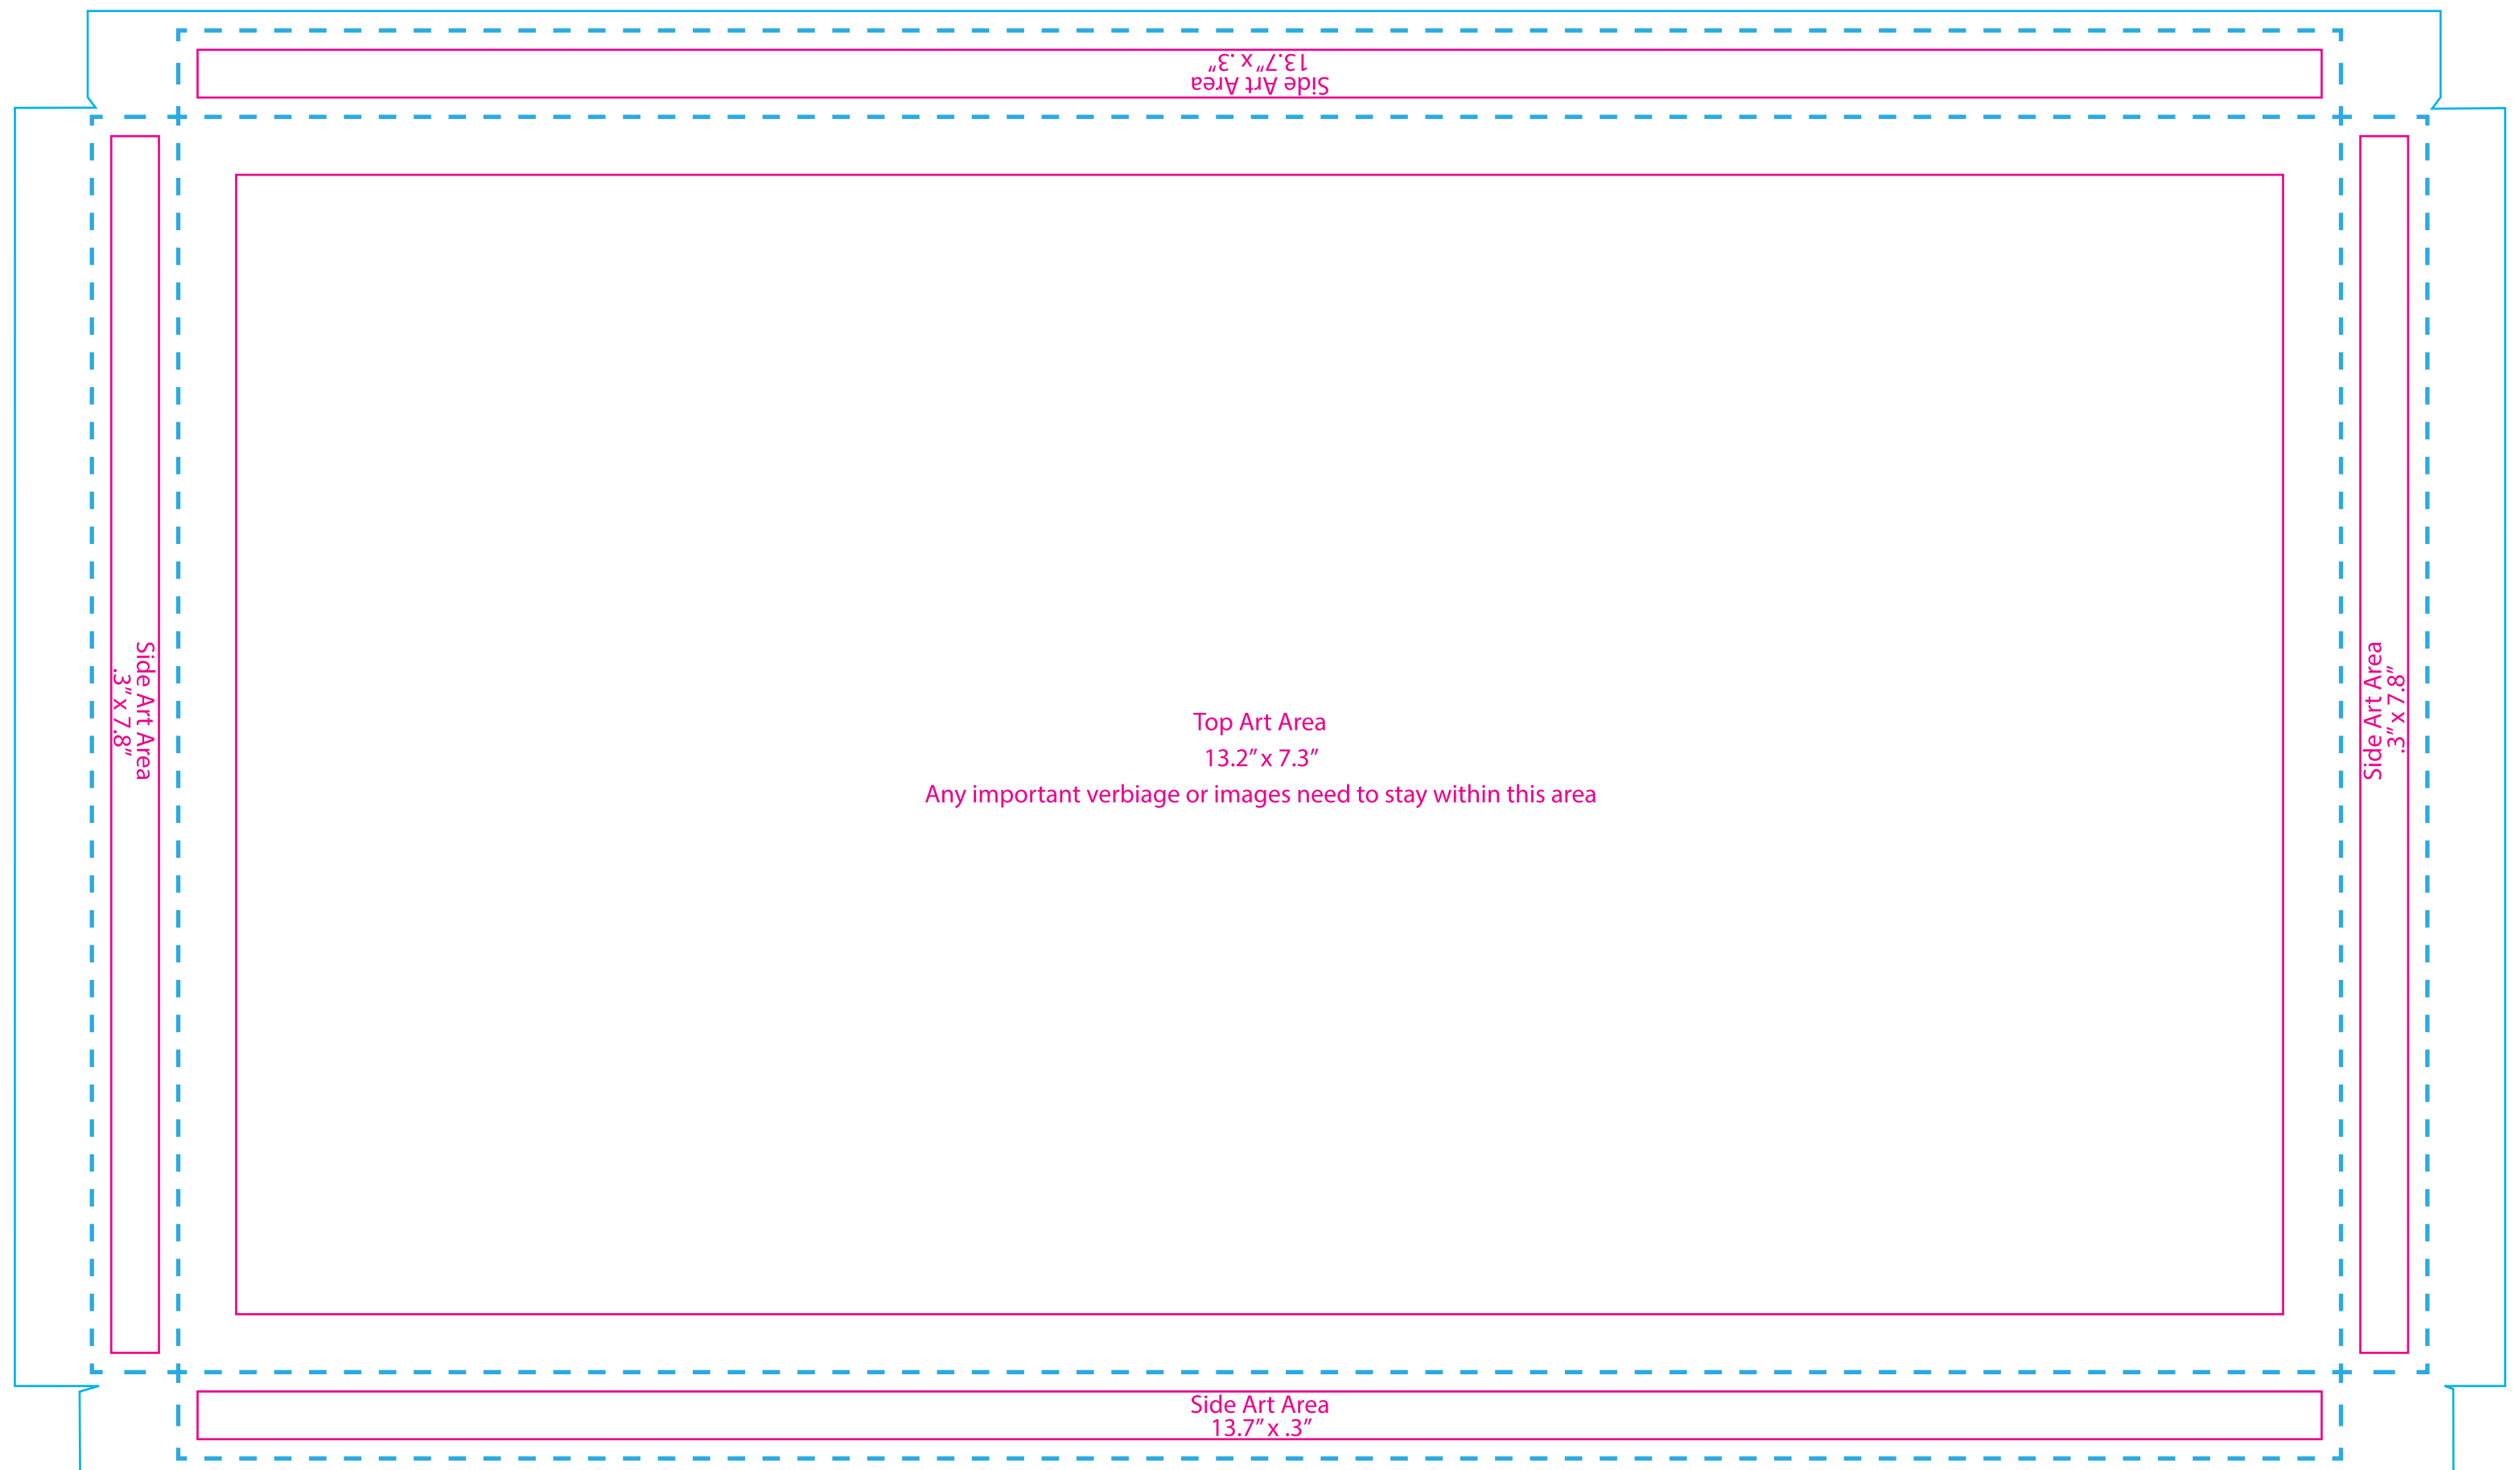 Side Art Area
13.7” x .3”
Side Art Area
.3” x 7.8”
Top Art Area
13.2” x 7.3”
Any important verbiage or images need to stay within this area
Side Art Area
.3” x 7.8”
Side Art Area
13.7” x .3”